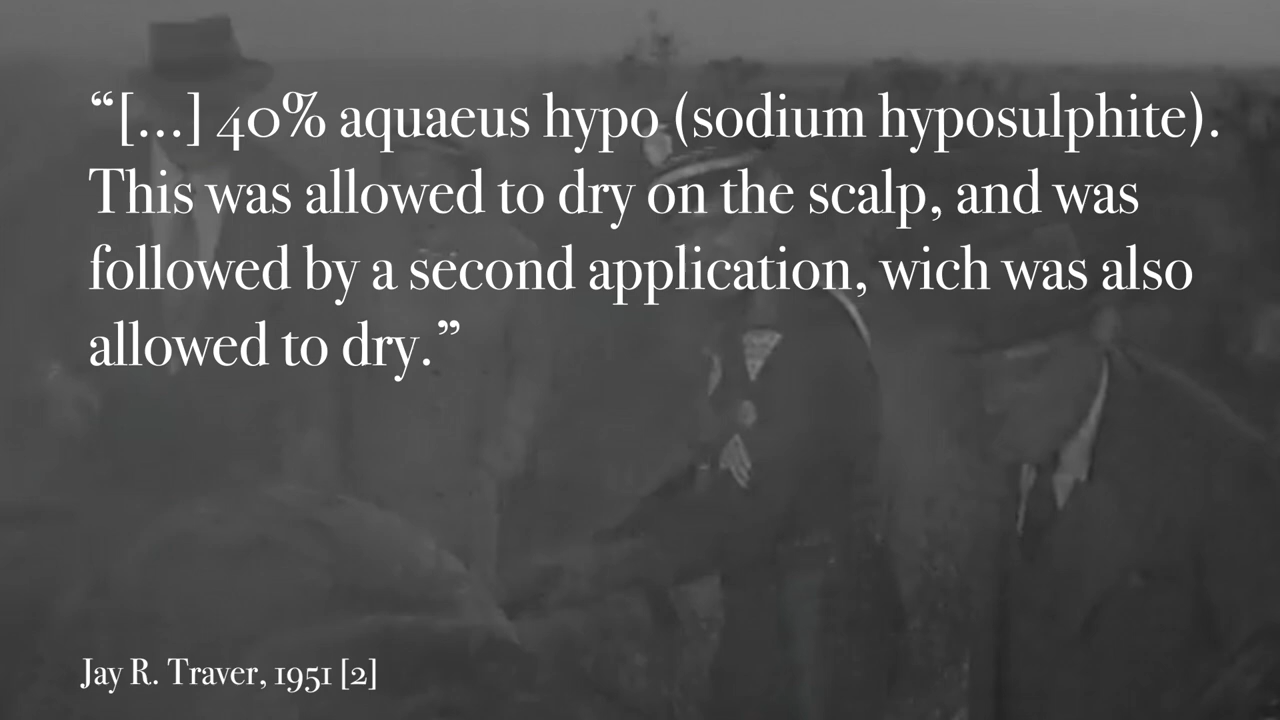 “[...] 40% aquaeus hypo (sodium hyposulphite).
This was allowed to dry on the scalp, and was
followed by a second application, wich was also
allowed to dry.”
Jay R. Traver, 1951 [2]